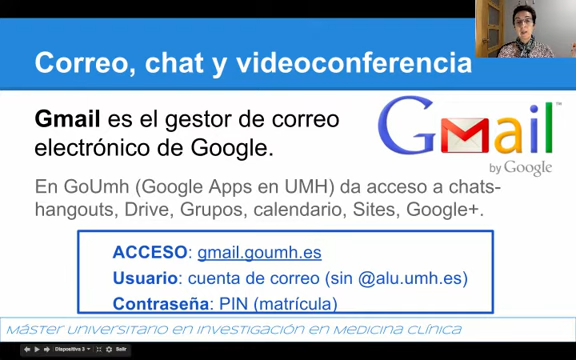 Correo, chat y videoconferencia
Gmail es el gestor de correo
electrónico de Google.
Gmail™
by Google
En GoUmh (Google Apps en UMH) da acceso a chats-
hangouts, Drive, Grupos, calendario, Sites, Google+.
ACCESO: gmail.goumh.es
Usuario: cuenta de correo (sin @alu.umh.es)
Contraseña: PIN (matrícula)
Máster Universitario en Investigación en Medicina Clínica
Diapositiva 3
Salir